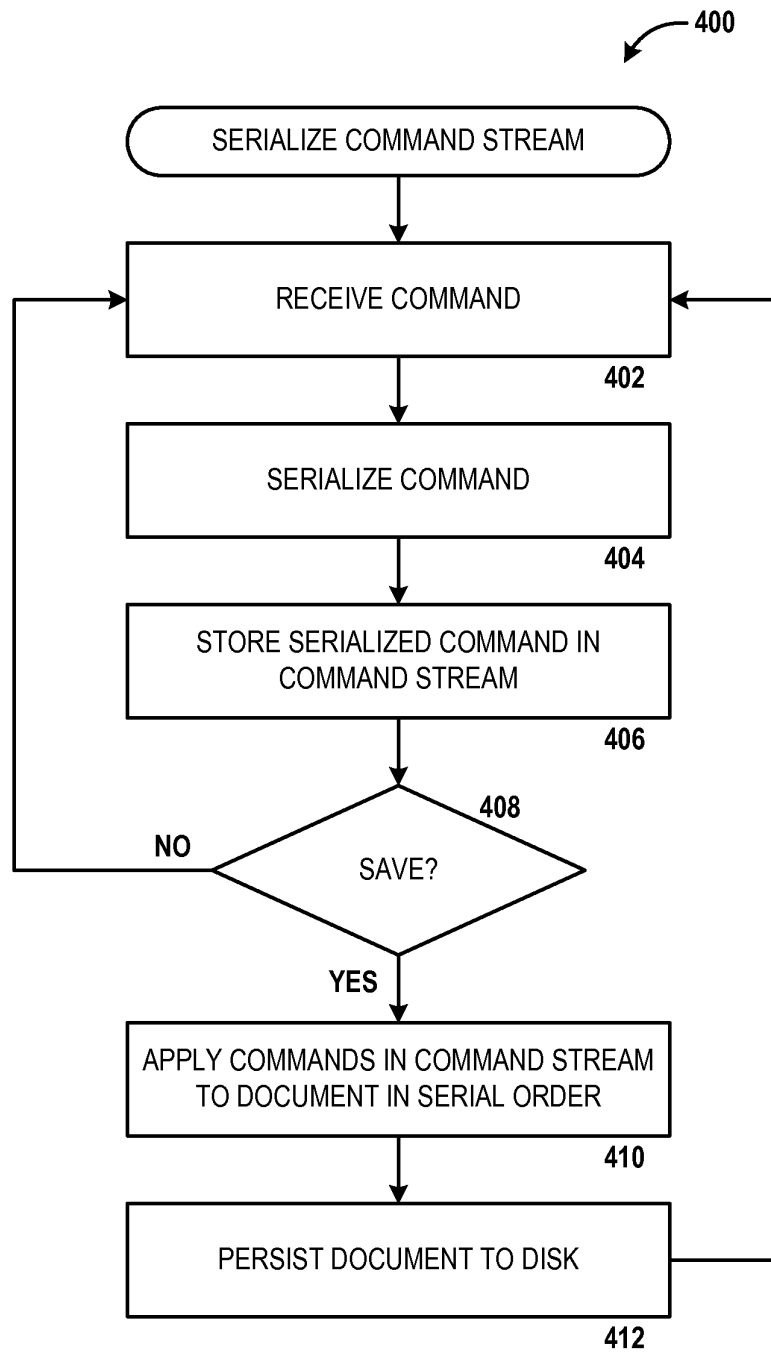 400
SERIALIZE COMMAND STREAM
RECEIVE COMMAND
402
SERIALIZE COMMAND
404
STORE SERIALIZED COMMAND IN
COMMAND STREAM
406
408
NO
SAVE?
YES
APPLY COMMANDS IN COMMAND STREAM
TO DOCUMENT IN SERIAL ORDER
410
PERSIST DOCUMENT TO DISK
412